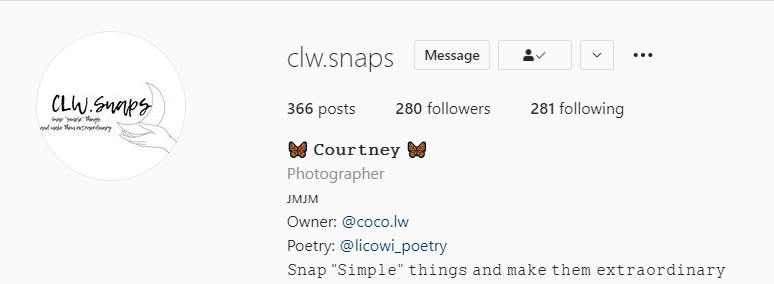 clw.snaps Message
366 posts 280 followers 281 following
CLW.snaps
snap "simple" things
and make them extraordinary
🦋 Courtney 🦋
Photographer
JMJM
Owner: @coco.lw
Poetry: @licowi_poetry
Snap "Simple" things and make them extraordinary